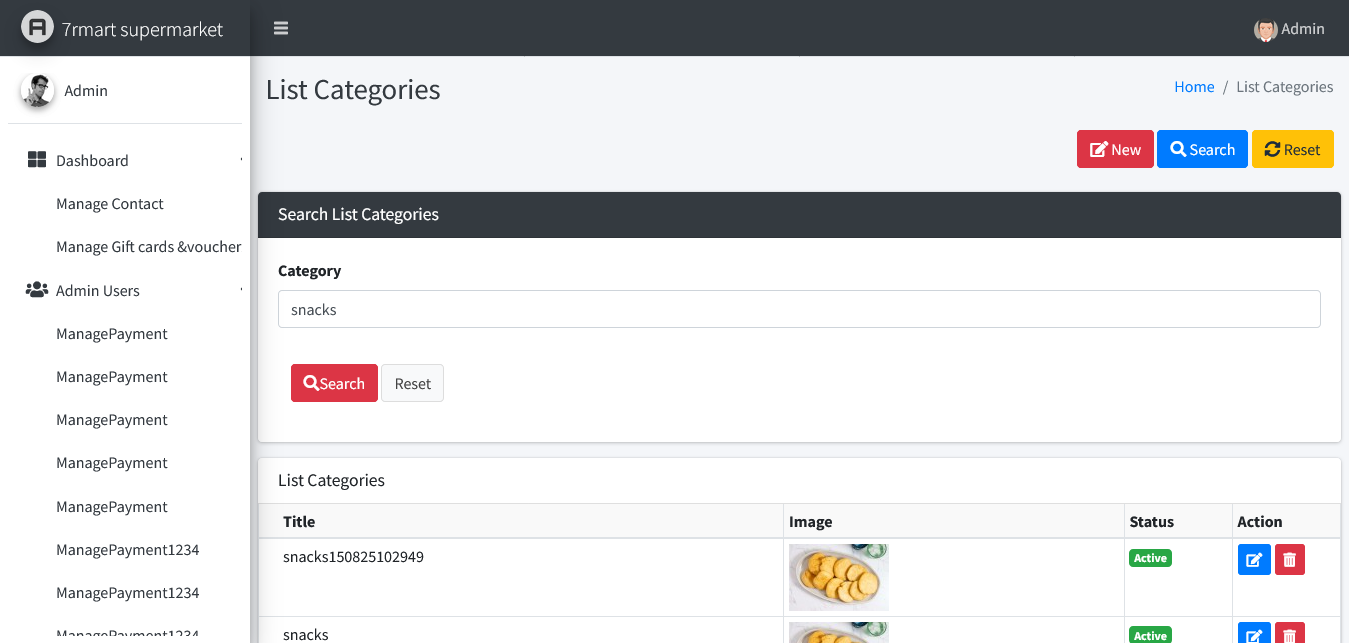 7rmart supermarket
Admin
Admin
Dashboard
Manage Contact
Manage Gift cards &voucher
Admin Users
ManagePayment
ManagePayment
ManagePayment
ManagePayment
ManagePayment
ManagePayment1234
ManagePayment1234
ManagePayment1234
List Categories
Home / List Categories
New
Search
Reset
Search List Categories
Category
snacks
Search
Reset
List Categories
Title Image Status Action
snacks150825102949 Active
snacks Active